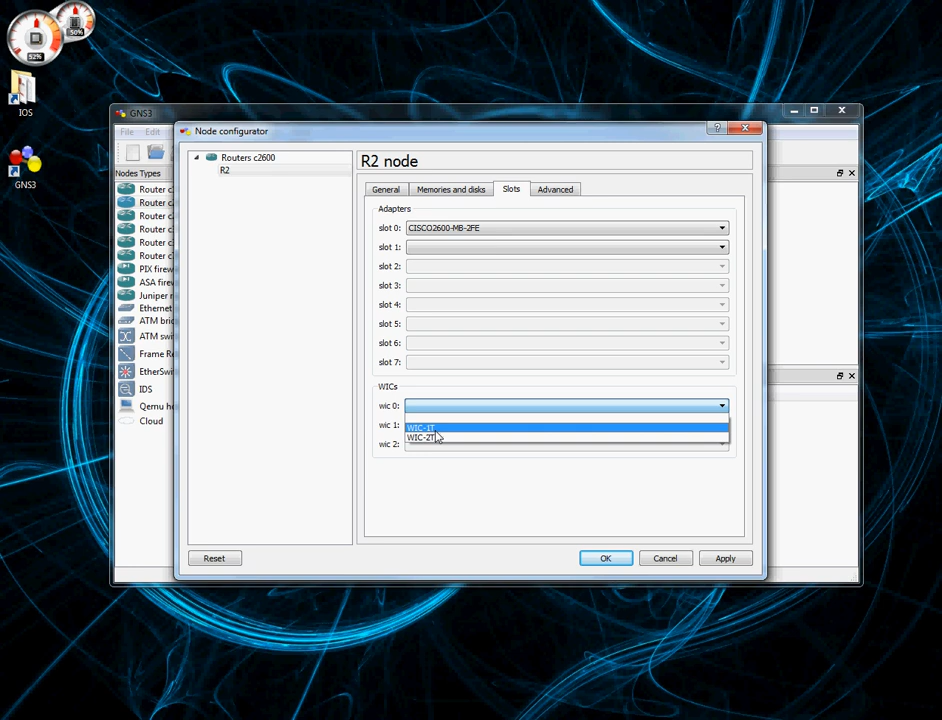 50%
52%
IOS
GNS3
GNS3
File Edit
Node configurator
Nodes Types
Router c
Router c2
Router c
Router c
Router c
Router c
PIX firew
ASA firew
Juniper r
Ethernet
ATM brid
ATM swi
Frame Re
EtherSwi
IDS
Qemu ho
Cloud
Routers c2600
R2
R2 node
General
Memories and disks
Slots
Advanced
Adapters
slot 0: CISCO2600-MB-2FE
slot 1:
slot 2:
slot 3:
slot 4:
slot 5:
slot 6:
slot 7:
WICs
wic 0:
wic 1:
WIC-1T
WIC-2T
wic 2:
Reset
OK
Cancel
Apply